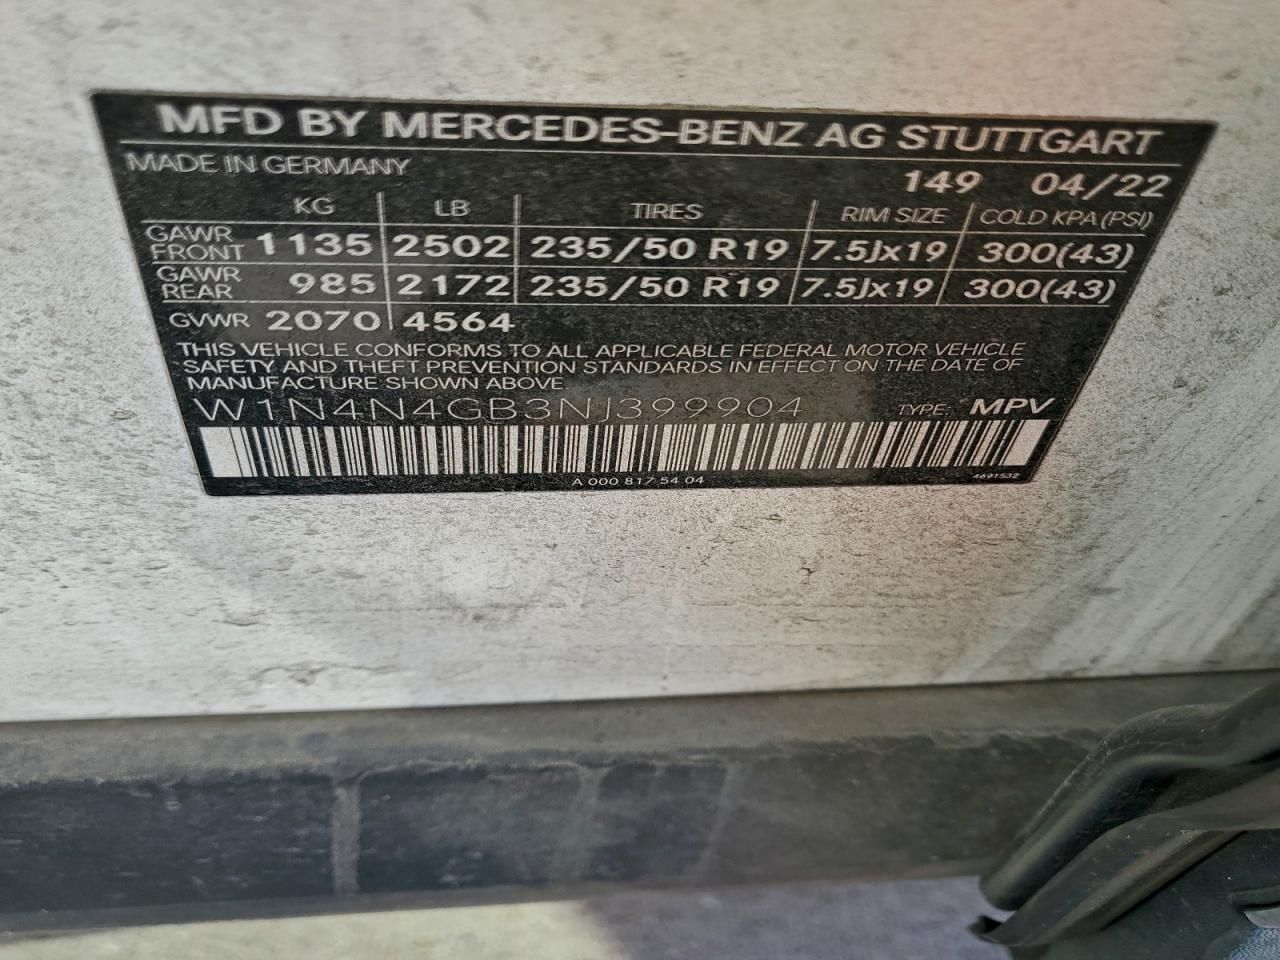 MFD BY MERCEDES-BENZ AG STUTTGART
MADE IN GERMANY 149 04/22
KG LB TIRES RIM SIZE COLD KPA (PSI)
GAWR FRONT 1135 2502 235/50 R19 7.5Jx19 300(43)
GAWR REAR 985 2172 235/50 R19 7.5Jx19 300(43)
GVWR 2070 4564
THIS VEHICLE CONFORMS TO ALL APPLICABLE FEDERAL MOTOR VEHICLE
SAFETY AND THEFT PREVENTION STANDARDS IN EFFECT ON THE DATE OF
MANUFACTURE SHOWN ABOVE
W1N4N4GB3NJ399904 TYPE: MPV
A 000 817 54 04 4691532